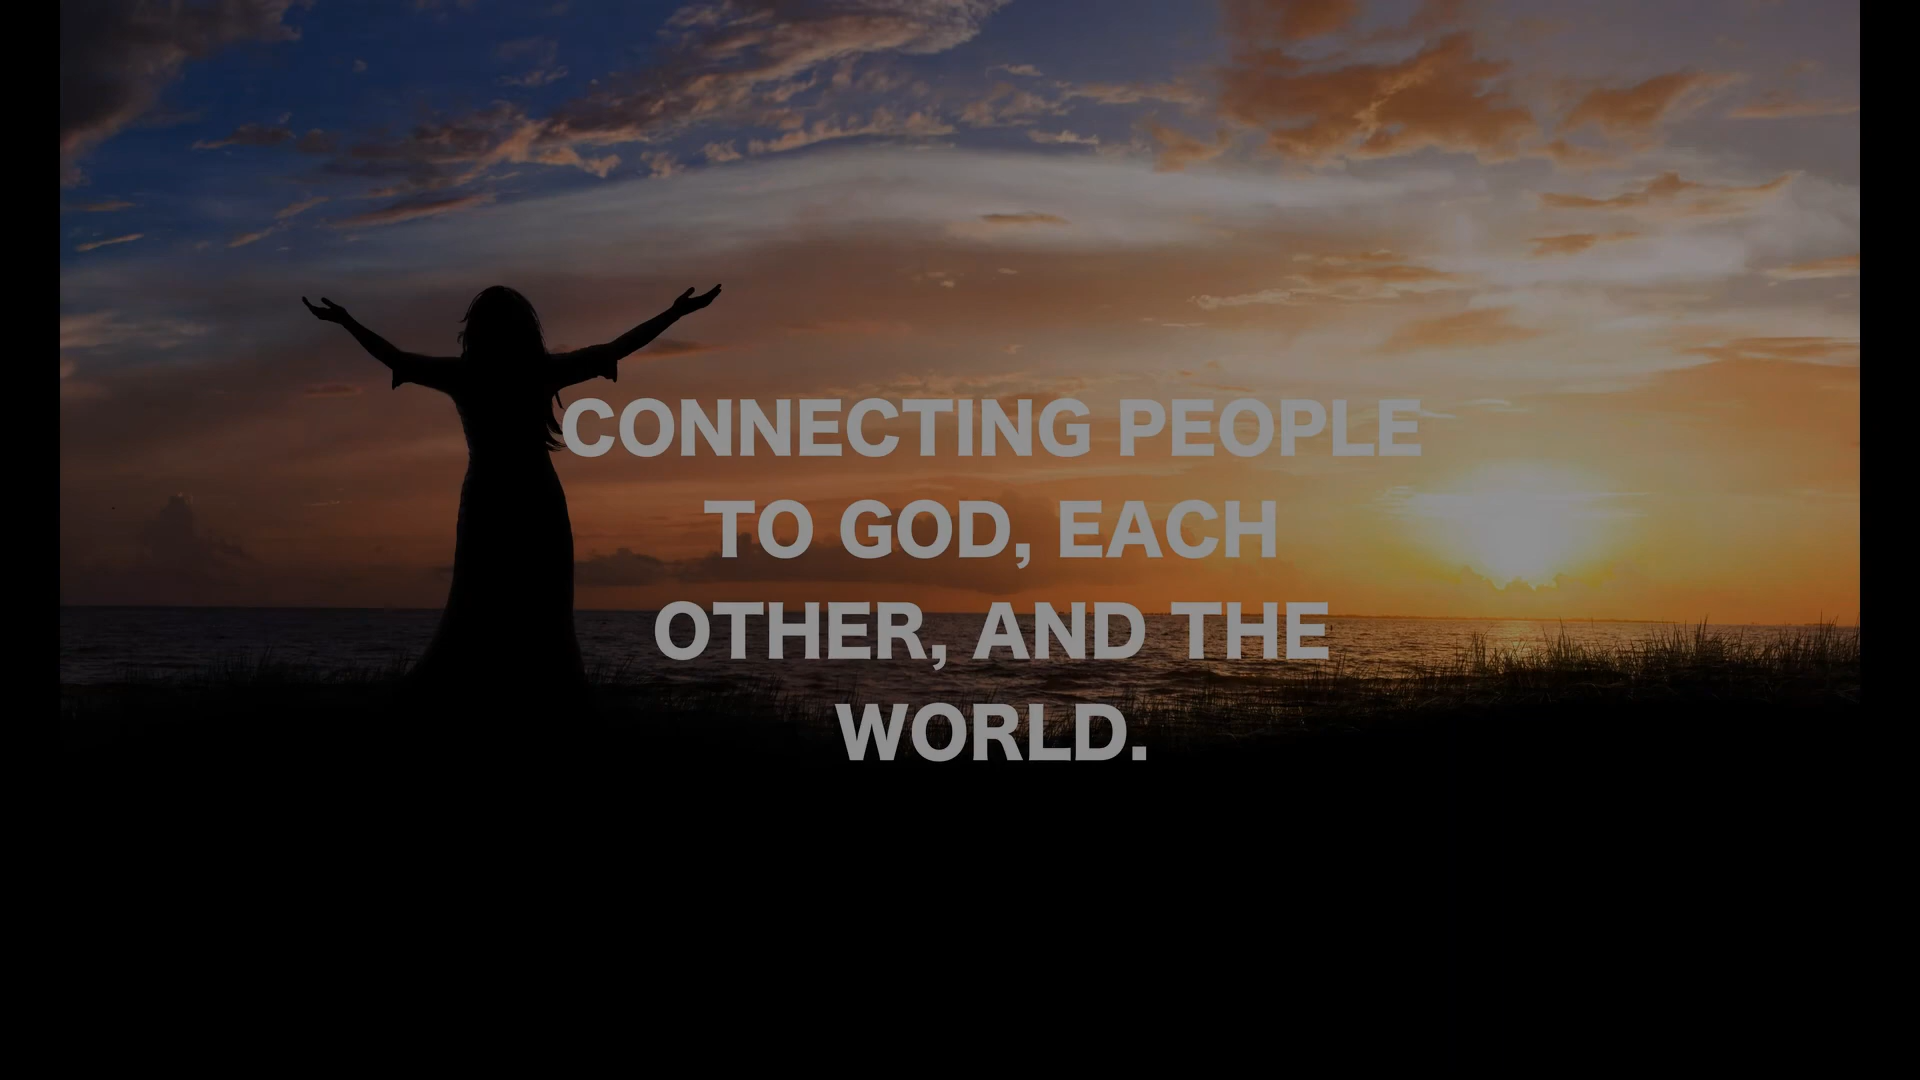 CONNECTING PEOPLE
TO GOD, EACH
OTHER, AND THE
WORLD.